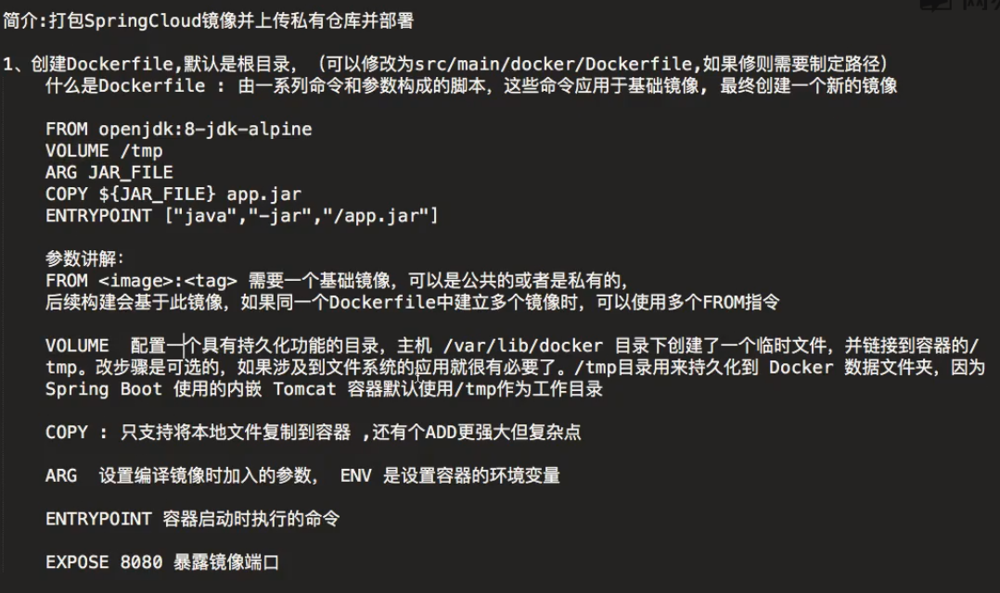 简介:打包SpringCloud镜像并上传私有仓库并部署
1、创建Dockerfile,默认是根目录，（可以修改为src/main/docker/Dockerfile,如果修则需要制定路径）
什么是Dockerfile : 由一系列命令和参数构成的脚本，这些命令应用于基础镜像, 最终创建一个新的镜像
FROM openjdk:8-jdk-alpine
VOLUME /tmp
ARG JAR_FILE
COPY ${JAR_FILE} app.jar
ENTRYPOINT ["java","-jar","/app.jar"]
参数讲解：
FROM <image>:<tag> 需要一个基础镜像，可以是公共的或者是私有的，
后续构建会基于此镜像，如果同一个Dockerfile中建立多个镜像时，可以使用多个FROM指令
VOLUME 配置一个具有持久化功能的目录，主机 /var/lib/docker 目录下创建了一个临时文件，并链接到容器的/
tmp。改步骤是可选的，如果涉及到文件系统的应用就很有必要了。/tmp目录用来持久化到 Docker 数据文件夹，因为
Spring Boot 使用的内嵌 Tomcat 容器默认使用/tmp作为工作目录
COPY : 只支持将本地文件复制到容器 ,还有个ADD更强大但复杂点
ARG 设置编译镜像时加入的参数， ENV 是设置容器的环境变量
ENTRYPOINT 容器启动时执行的命令
EXPOSE 8080 暴露镜像端口